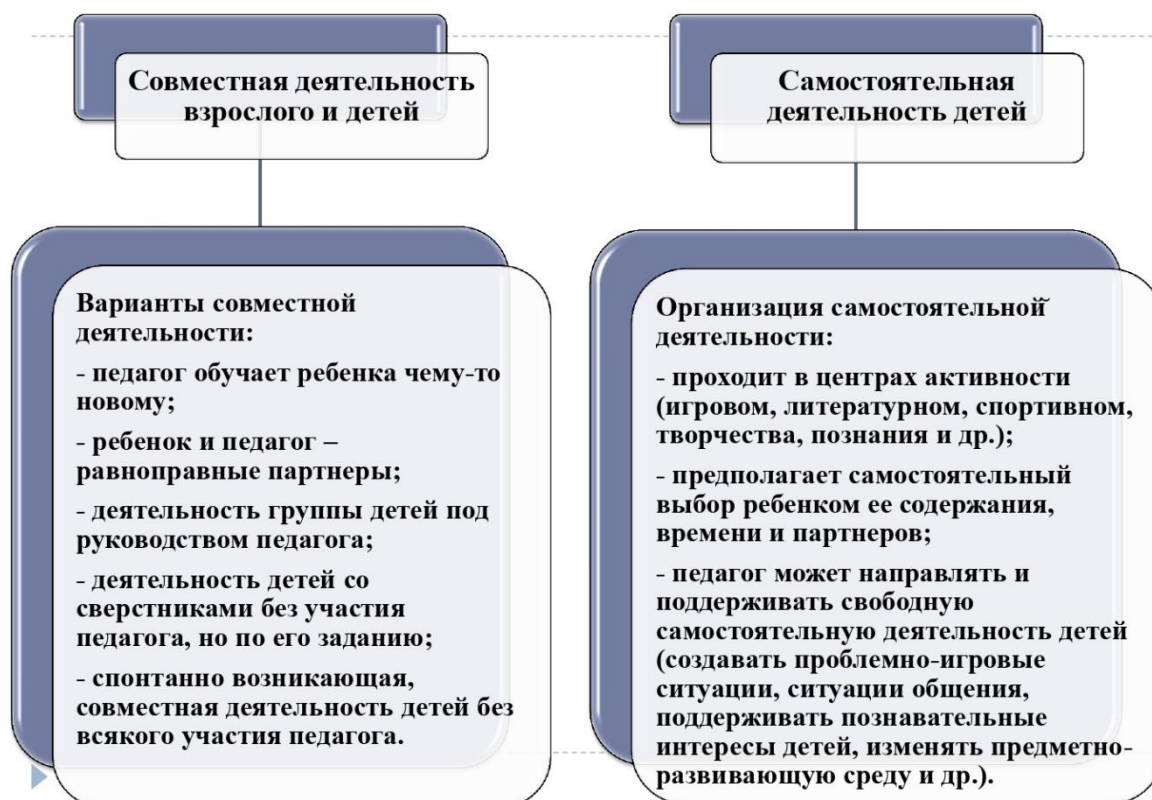 Совместная деятельность
взрослого и детей
Самостоятельная
деятельность детей
Варианты совместной
деятельности:
- педагог обучает ребенка чему-то
новому;
- ребенок и педагог –
равноправные партнеры;
- деятельность группы детей под
руководством педагога;
- деятельность детей со
сверстниками без участия
педагога, но по его заданию;
- спонтанно возникающая,
совместная деятельность детей без
всякого участия педагога.
Организация самостоятельной
деятельности:
- проходит в центрах активности
(игровом, литературном, спортивном,
творчества, познания и др.);
- предполагает самостоятельный
выбор ребенком ее содержания,
времени и партнеров;
- педагог может направлять и
поддерживать свободную
самостоятельную деятельность детей
(создавать проблемно-игровые
ситуации, ситуации общения,
поддерживать познавательные
интересы детей, изменять предметно-
развивающую среду и др.).